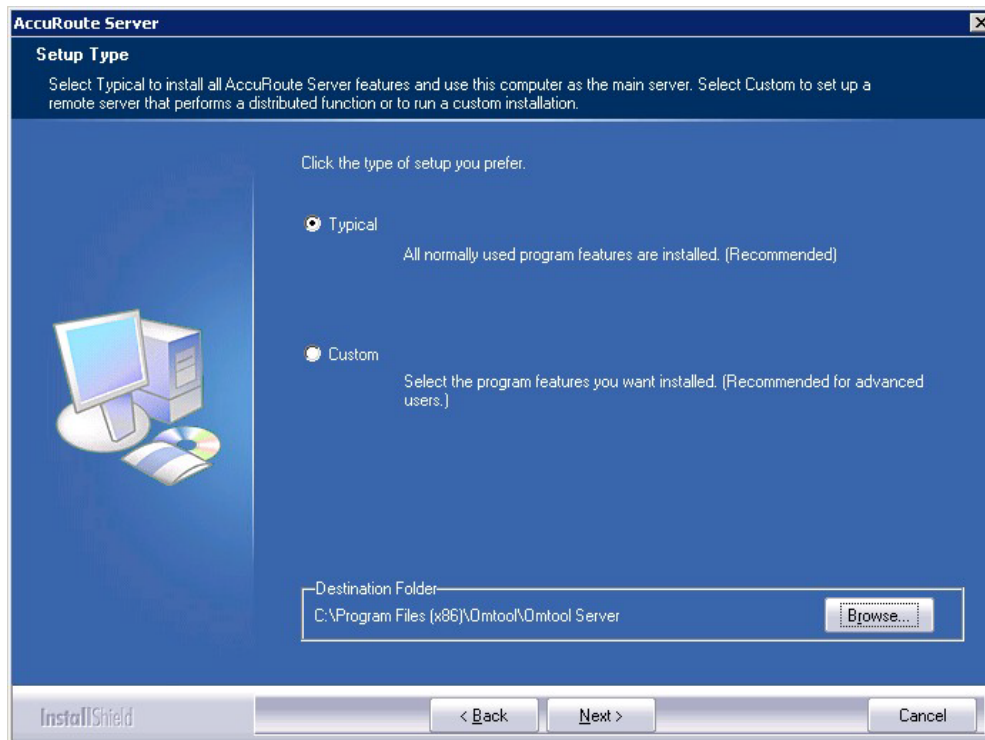 AccuRoute Server
Setup Type
Select Typical to install all AccuRoute Server features and use this computer as the main server. Select Custom to set up a
remote server that performs a distributed function or to run a custom installation.
Click the type of setup you prefer.
Typical
All normally used program features are installed. (Recommended)
Custom
Select the program features you want installed. (Recommended for advanced
users.)
Destination Folder
C:\Program Files (x86)\Omtool\Omtool Server
Browse...
InstallShield
< Back
Next >
Cancel